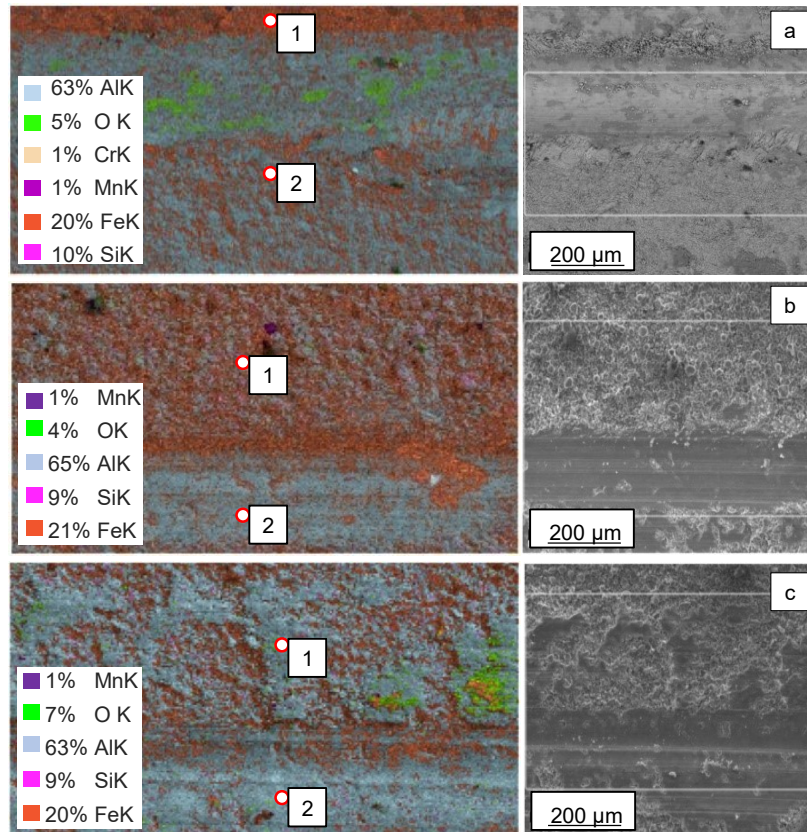 1
a
63% AlK
5% O K
1% CrK
1% MnK
20% FeK
10% SiK
2
200 µm
b
1
1% MnK
4% OK
65% AlK
9% SiK
21% FeK
2
200 µm
c
1
1% MnK
7% O K
63% AlK
9% SiK
20% FeK
2
200 µm